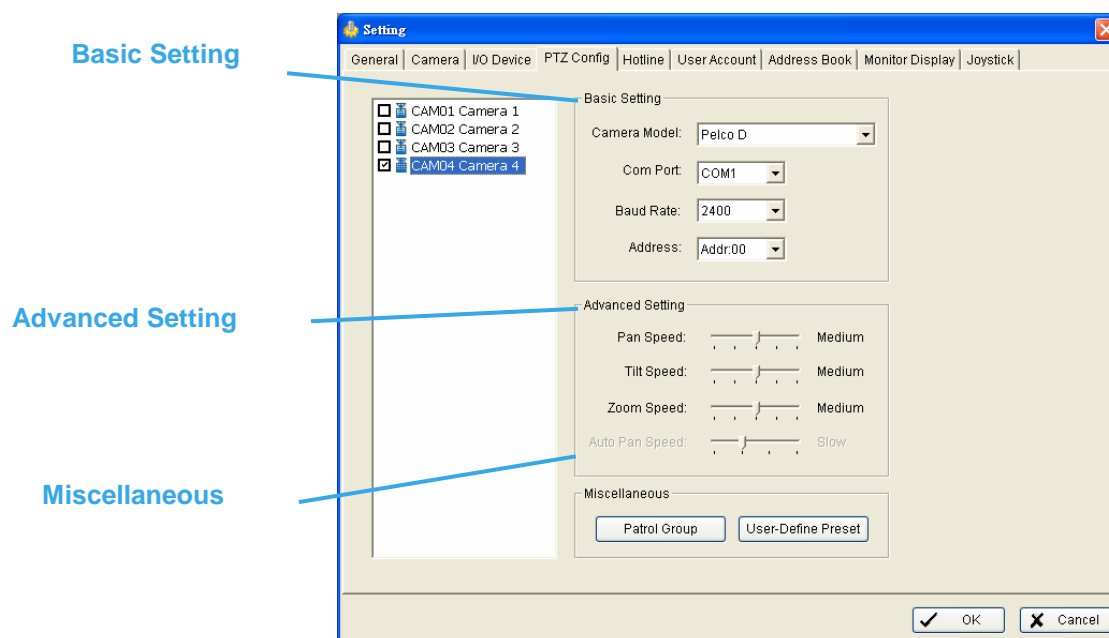 Setting
General Camera I/O Device PTZ Config Hotline User Account Address Book Monitor Display Joystick
Basic Setting
Advanced Setting
Miscellaneous
CAM01 Camera 1
CAM02 Camera 2
CAM03 Camera 3
CAM04 Camera 4
Basic Setting
Camera Model: Pelco D
Com Port: COM1
Baud Rate: 2400
Address: Addr:00
Advanced Setting
Pan Speed: Medium
Tilt Speed: Medium
Zoom Speed: Medium
Auto Pan Speed: Slow
Miscellaneous
Patrol Group User-Define Preset
OK Cancel